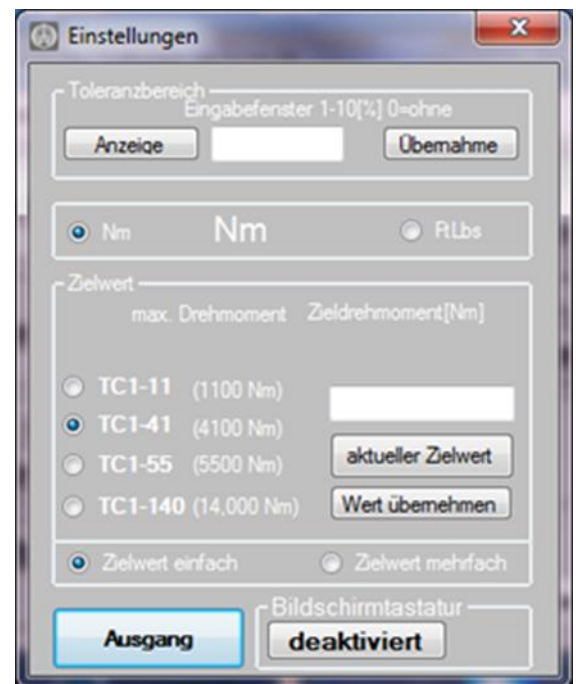 Einstellungen
Toleranzbereich
Eingabefenster 1-10[%] 0=ohne
Anzeige Übernahme
Nm Nm Ft.Lbs
Zielwert
max. Drehmoment Zieldrehmoment[Nm]
TC1-11 (1100 Nm)
TC1-41 (4100 Nm)
aktueller Zielwert
TC1-55 (5500 Nm)
TC1-140 (14,000 Nm) Wert übernehmen
Zielwert einfach Zielwert mehrfach
Bildschirmtastatur
Ausgang deaktiviert